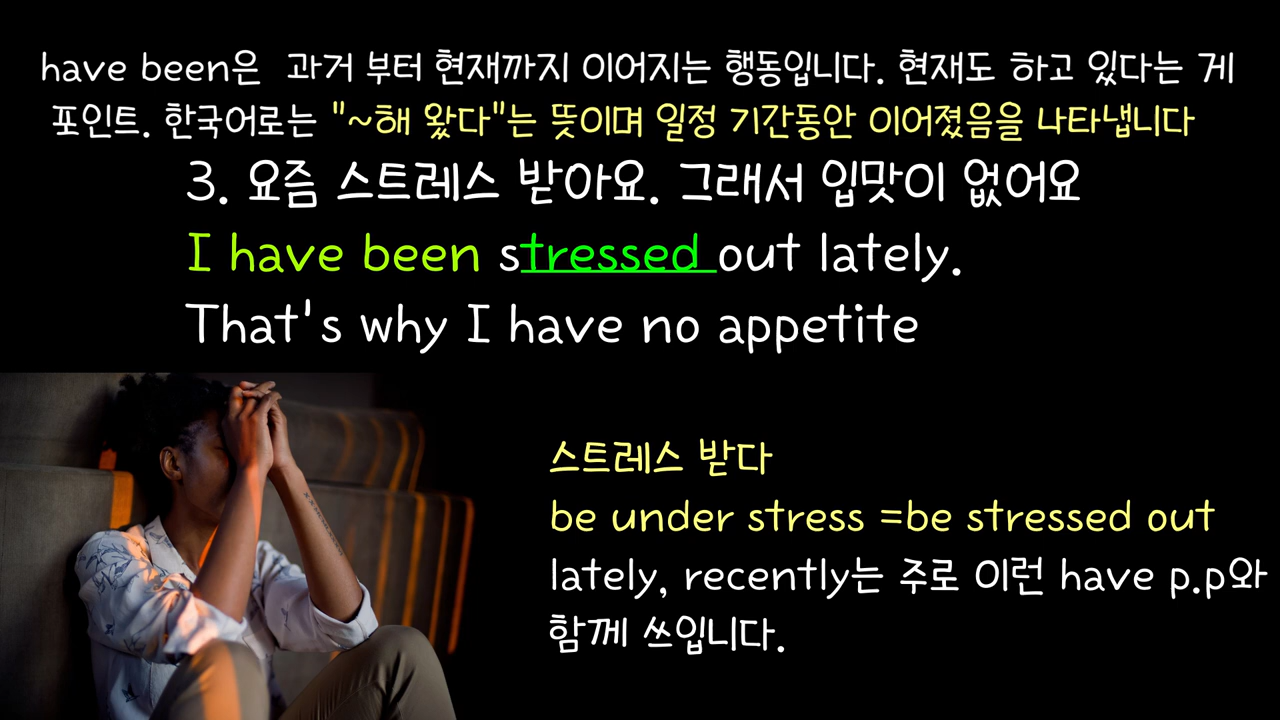 have been은 과거 부터 현재까지 이어지는 행동입니다. 현재도 하고 있다는 게
포인트. 한국어로는 "~해 왔다"는 뜻이며 일정 기간동안 이어졌음을 나타냅니다
3. 요즘 스트레스 받아요. 그래서 입맛이 없어요
I have been stressed out lately.
That's why I have no appetite
스트레스 받다
be under stress =be stressed out
lately, recently는 주로 이런 have p.p와
함께 쓰입니다.